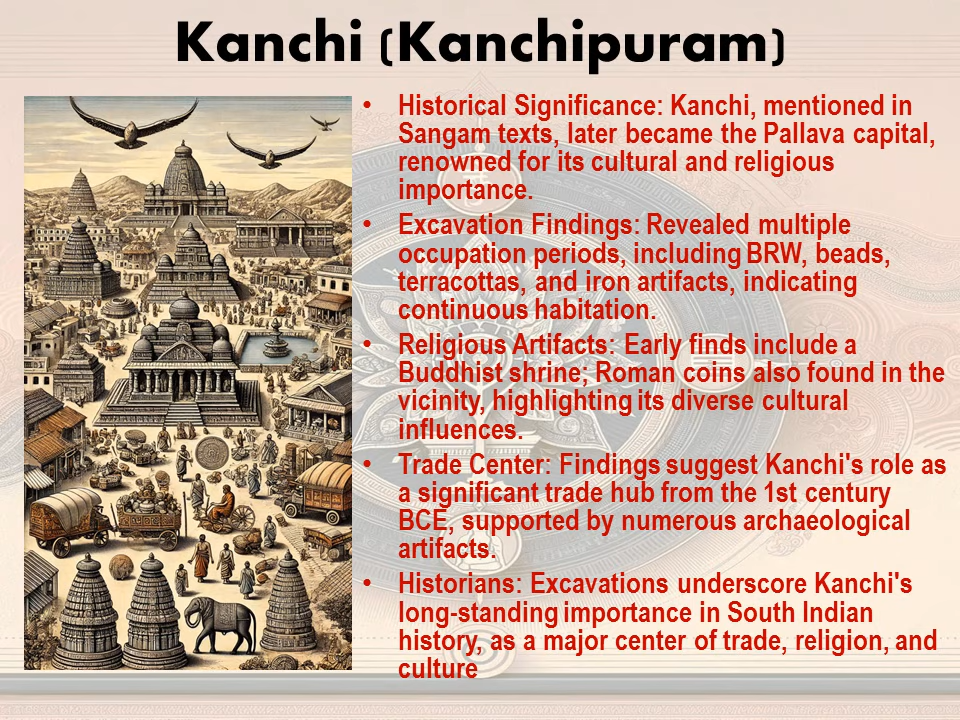 Kanchi (Kanchipuram)
• Historical Significance: Kanchi, mentioned in
Sangam texts, later became the Pallava capital,
renowned for its cultural and religious
importance.
• Excavation Findings: Revealed multiple
occupation periods, including BRW, beads,
terracottas, and iron artifacts, indicating
continuous habitation.
• Religious Artifacts: Early finds include a
Buddhist shrine; Roman coins also found in the
vicinity, highlighting its diverse cultural
influences.
• Trade Center: Findings suggest Kanchi's role as
a significant trade hub from the 1st century
BCE, supported by numerous archaeological
artifacts.
• Historians: Excavations underscore Kanchi's
long-standing importance in South Indian
history, as a major center of trade, religion, and
culture